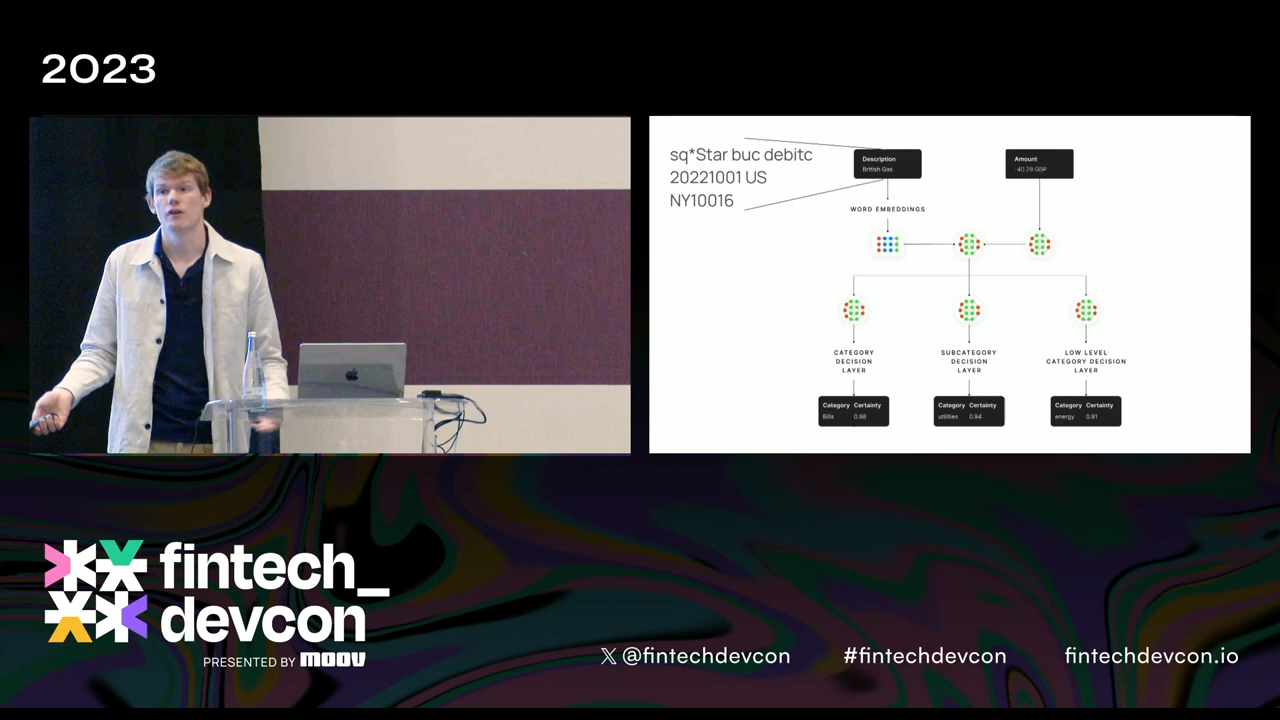 2023
sq*Star buc debitc
20221001 US
NY10016
Description
British Gas
Amount
-40.29 GBP
WORD EMBEDDINGS
CATEGORY
DECISION
LAYER
SUBCATEGORY
DECISION
LAYER
LOW LEVEL
CATEGORY DECISION
LAYER
Category Certainty
Bills 0.98
Category Certainty
utilities 0.94
Category Certainty
energy 0.91
fintech_
devcon
PRESENTED BY moov
X @fintechdevcon
#fintechdevcon
fintechdevcon.io